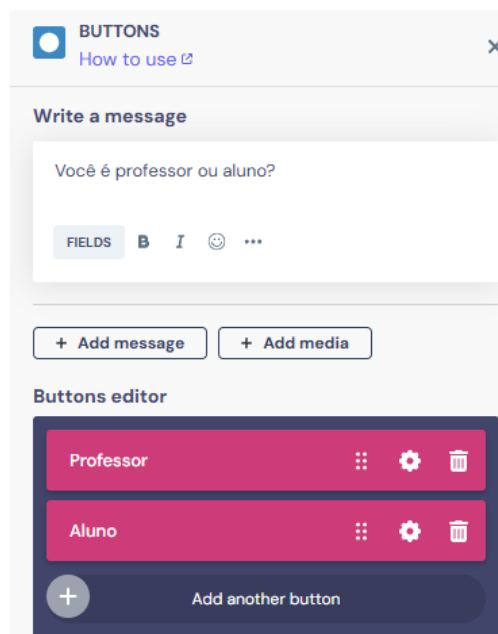 BUTTONS
How to use
Write a message
Você é professor ou aluno?
FIELDS B I
+ Add message + Add media
Buttons editor
Professor
Aluno
+ Add another button